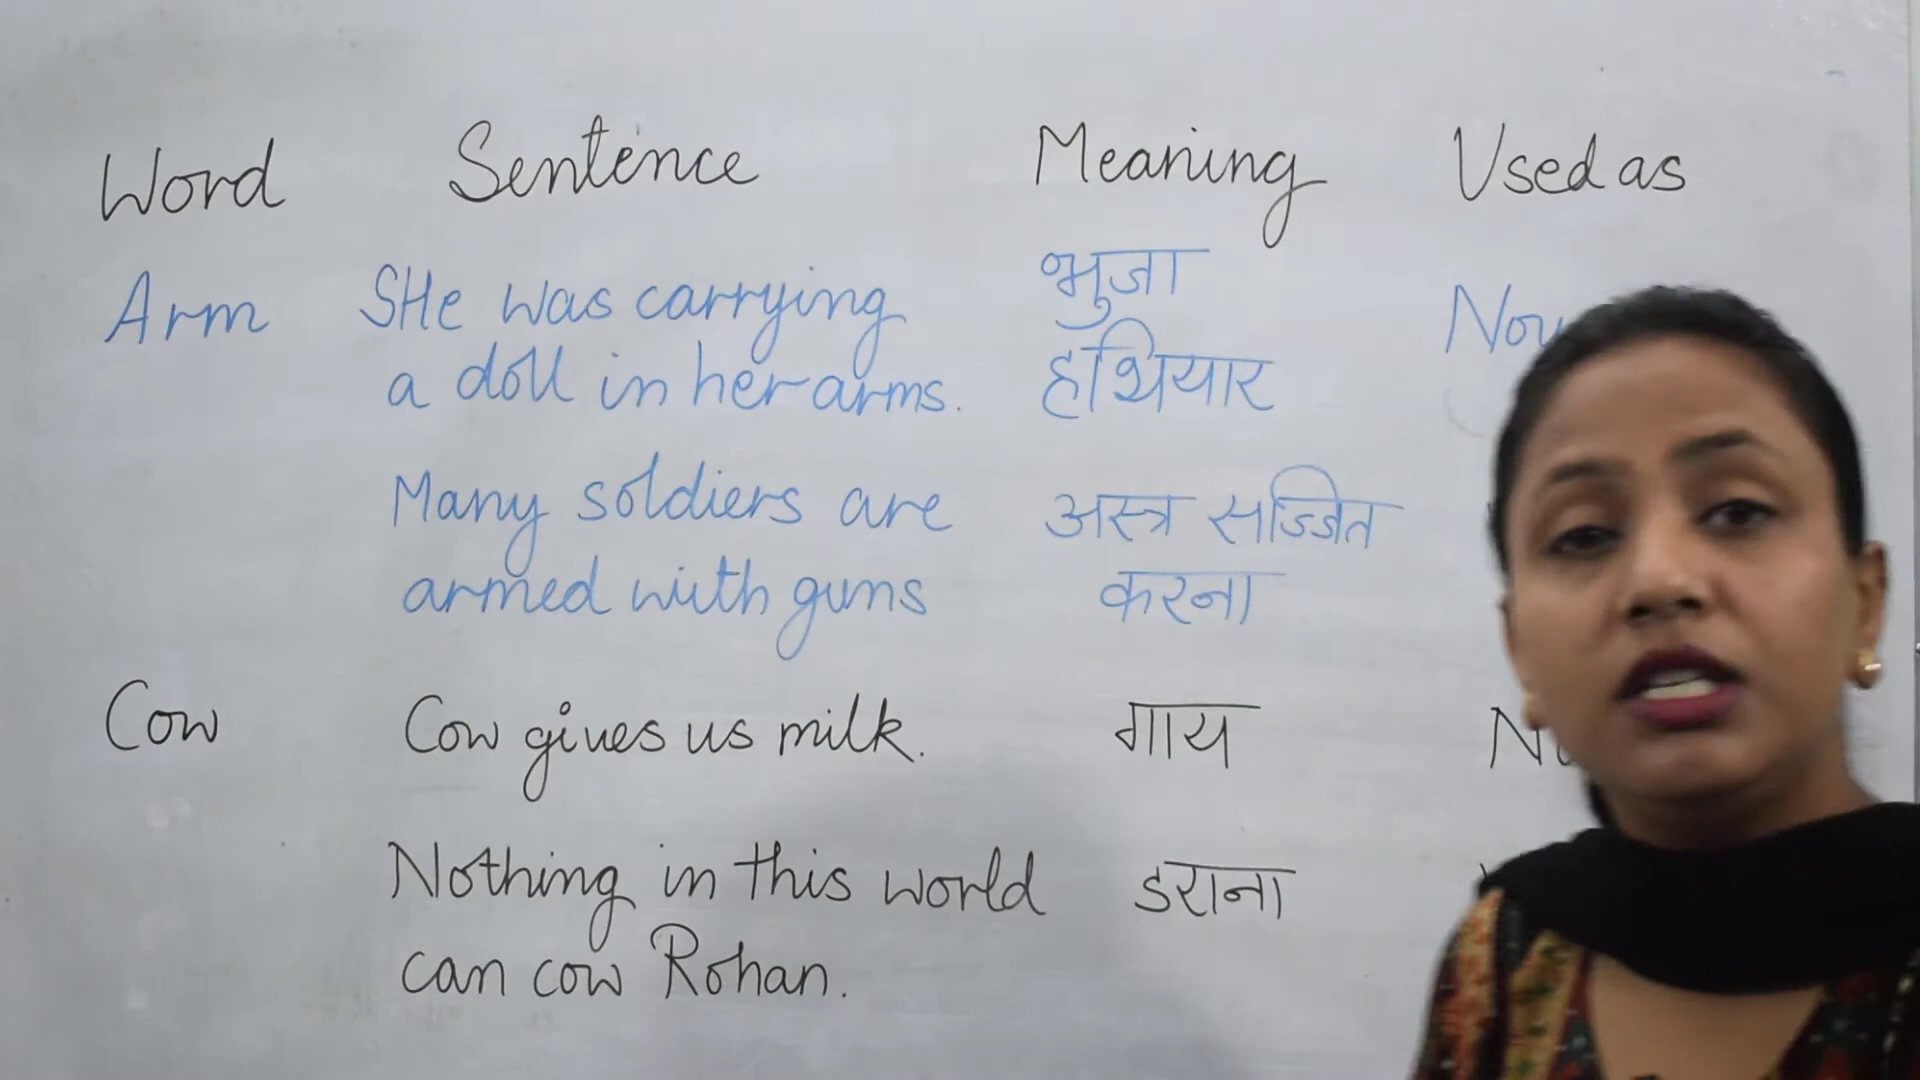 Word Sentence Meaning Used as
Arm SHe was carrying भुजा
a doll in her arms. हथियार
Many soldiers are अस्त्र सज्जित
armed with guns करना
Cow Cow gives us milk. गाय
Nothing in this world डराना
can cow Rohan.